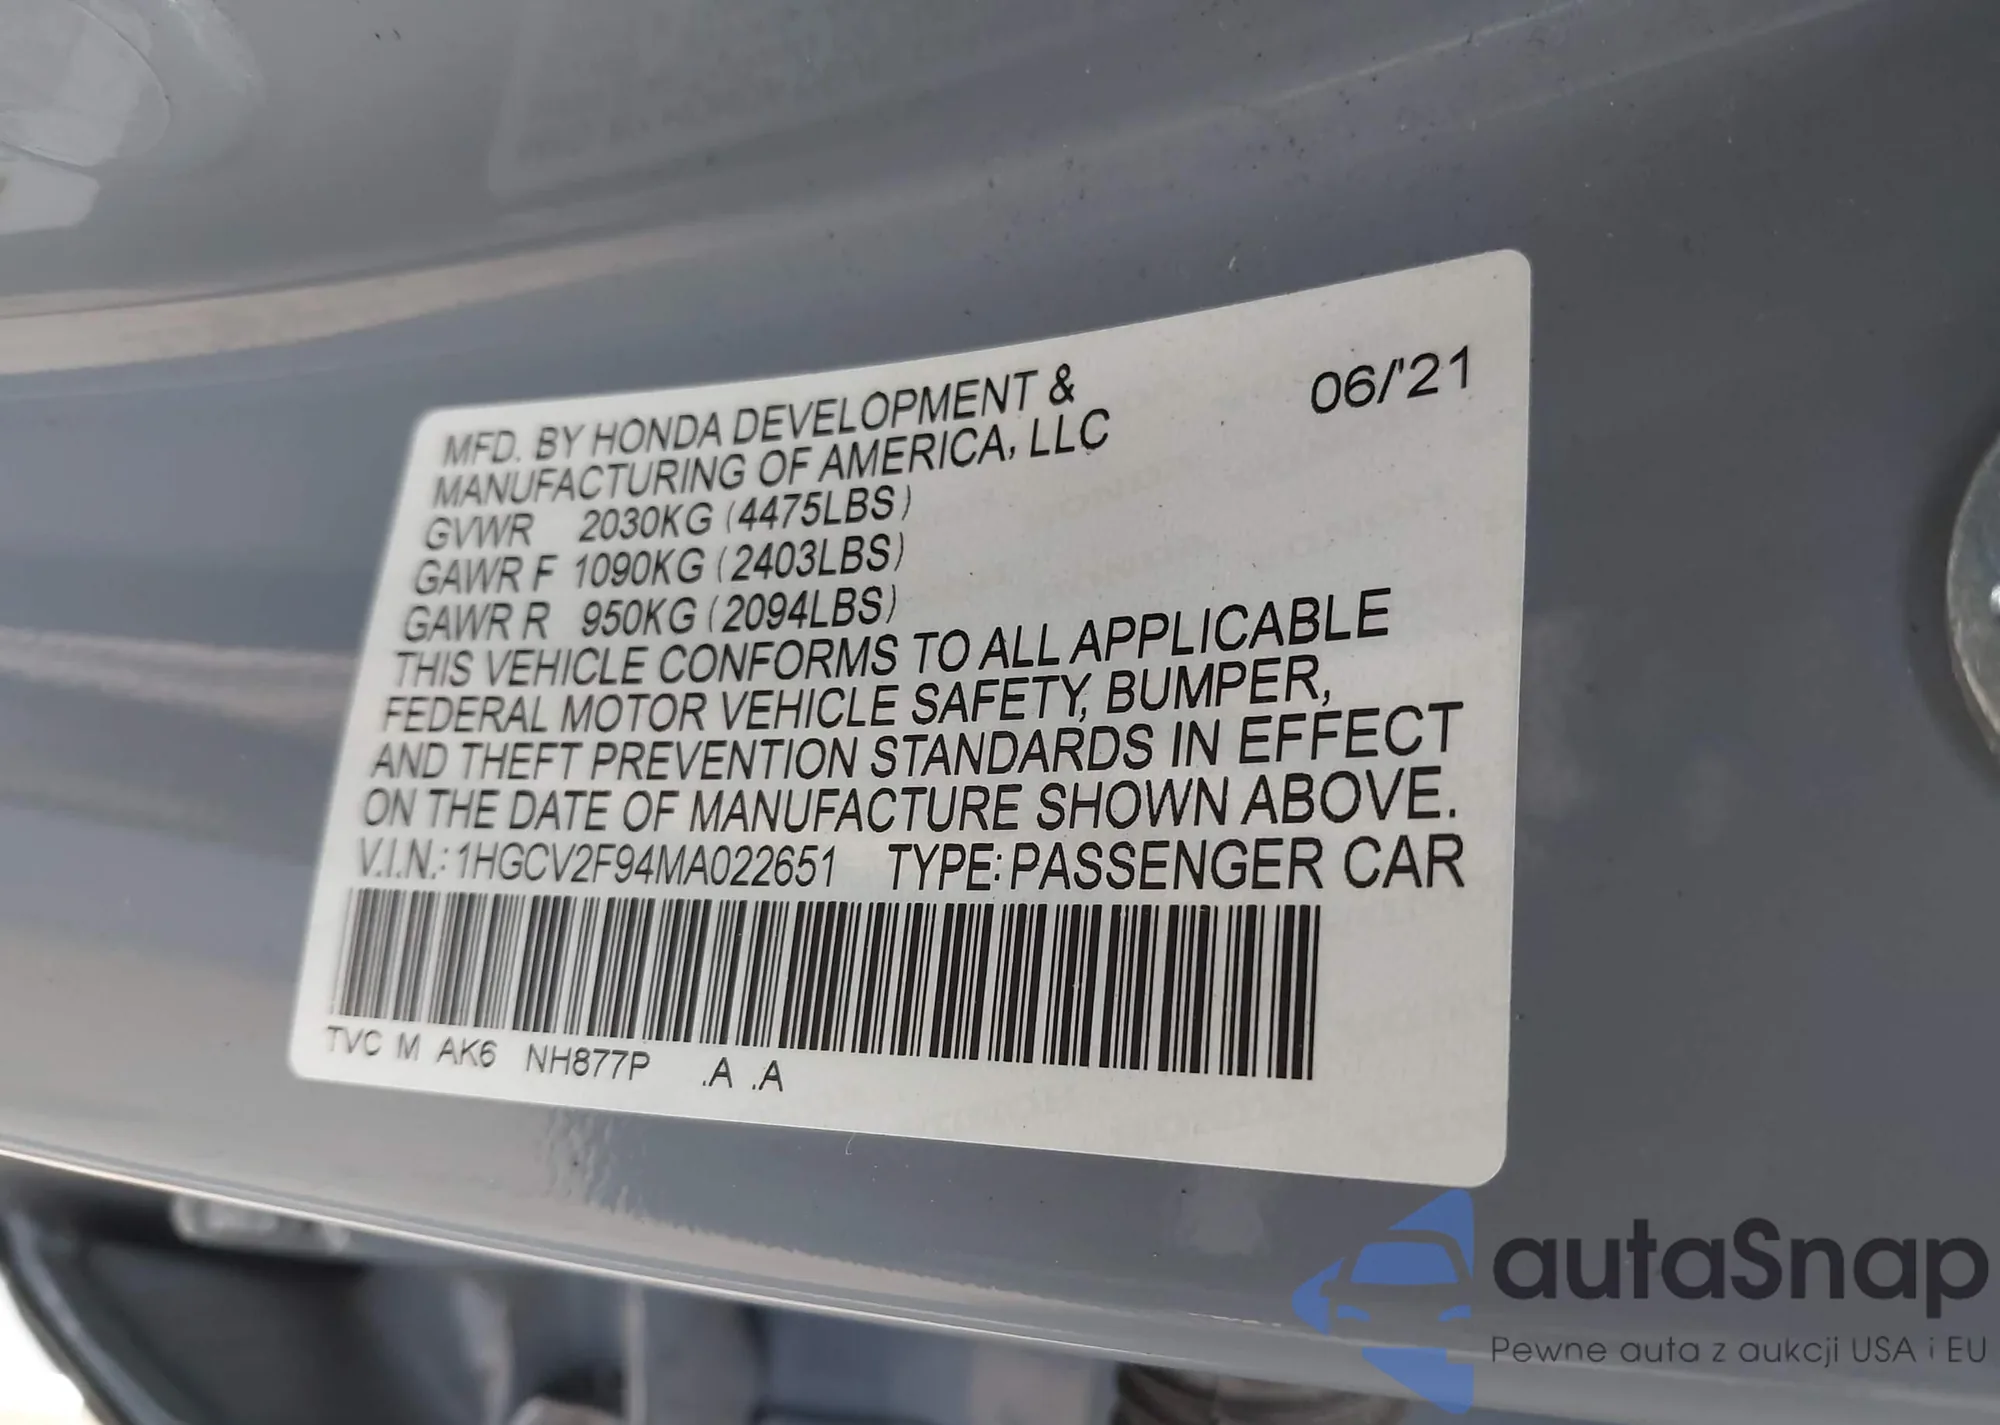 MFD. BY HONDA DEVELOPMENT &
MANUFACTURING OF AMERICA, LLC
06/'21
GVWR 2030KG (4475LBS)
GAWR F 1090KG (2403LBS)
GAWR R 950KG (2094LBS)
THIS VEHICLE CONFORMS TO ALL APPLICABLE
FEDERAL MOTOR VEHICLE SAFETY, BUMPER,
AND THEFT PREVENTION STANDARDS IN EFFECT
ON THE DATE OF MANUFACTURE SHOWN ABOVE.
V.I.N.: 1HGCV2F94MA022651 TYPE: PASSENGER CAR
TVC M AK6 NH877P .A .A
autaSnap
Pewne auta z aukcji USA i EU